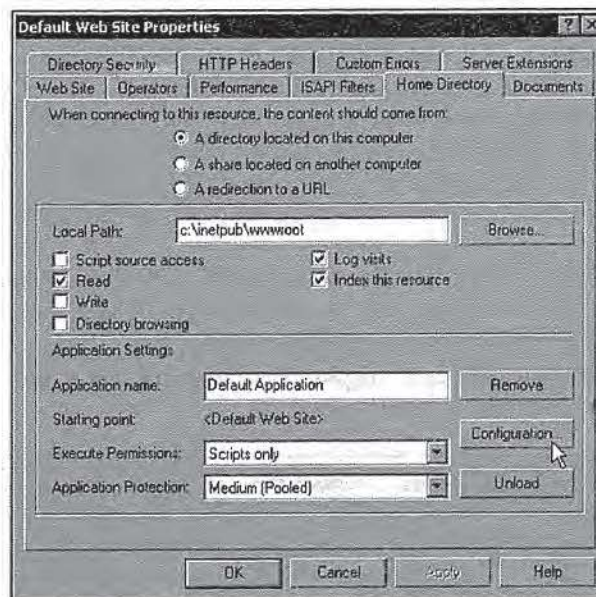 Default Web Site Properties
Directory Security HTTP Headers Custom Errors Server Extensions
Web Site Operators Performance ISAPI Filters Home Directory Documents
When connecting to this resource, the content should come from:
A directory located on this computer
A share located on another computer
A redirection to a URL
Local Path: c:\inetpub\wwwroot Browse...
Script source access Log visits
Read Index this resource
Write
Directory browsing
Application Settings
Application name: Default Application Remove
Starting point: <Default Web Site>
Configuration...
Execute Permissions: Scripts only
Application Protection: Medium (Pooled) Unload
OK Cancel Apply Help